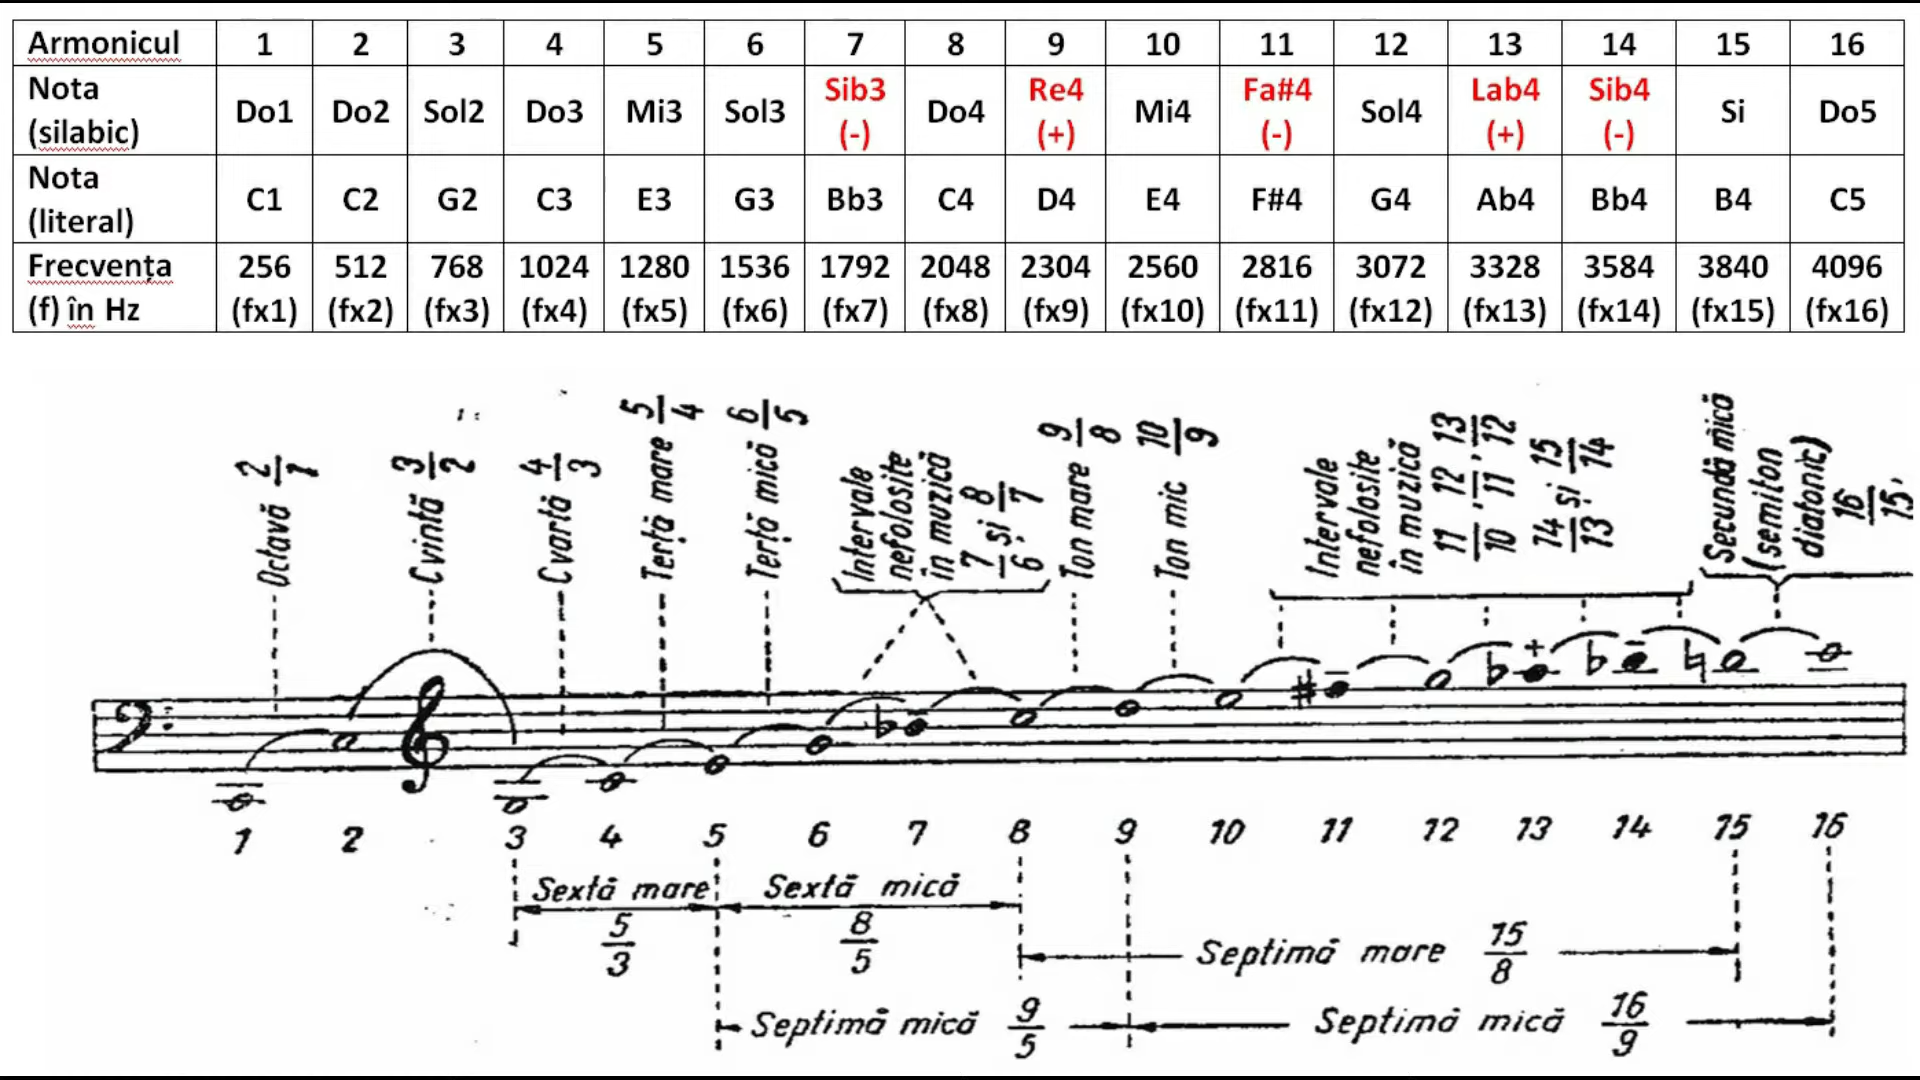 Armonicul 1 2 3 4 5 6 7 8 9 10 11 12 13 14 15 16
Nota (silabic) Do1 Do2 Sol2 Do3 Mi3 Sol3 Sib3 (-) Do4 Re4 (+) Mi4 Fa#4 (-) Sol4 Lab4 (+) Sib4 (-) Si Do5
Nota (literal) C1 C2 G2 C3 E3 G3 Bb3 C4 D4 E4 F#4 G4 Ab4 Bb4 B4 C5
Frecvența 256 512 768 1024 1280 1536 1792 2048 2304 2560 2816 3072 3328 3584 3840 4096
(f) în Hz (fx1) (fx2) (fx3) (fx4) (fx5) (fx6) (fx7) (fx8) (fx9) (fx10) (fx11) (fx12) (fx13) (fx14) (fx15) (fx16)
Octavă 2/1
Cvintă 3/2
Cvartă 4/3
Terță mare 5/4
Terță mică 6/5
Intervale
nefolosite
în muzică
7/6 și 8/7
Ton mare 9/8
Ton mic 10/9
Intervale
nefolosite
în muzică
11/10, 12/11, 13/12
14/13 și 15/14
Secundă mică
(semiton
diatonic)
16/15
1 2 3 4 5 6 7 8 9 10 11 12 13 14 15 16
Sextă mare 5/3
Sextă mică 8/5
Septimă mare 15/8
Septimă mică 9/5
Septimă mică 16/9